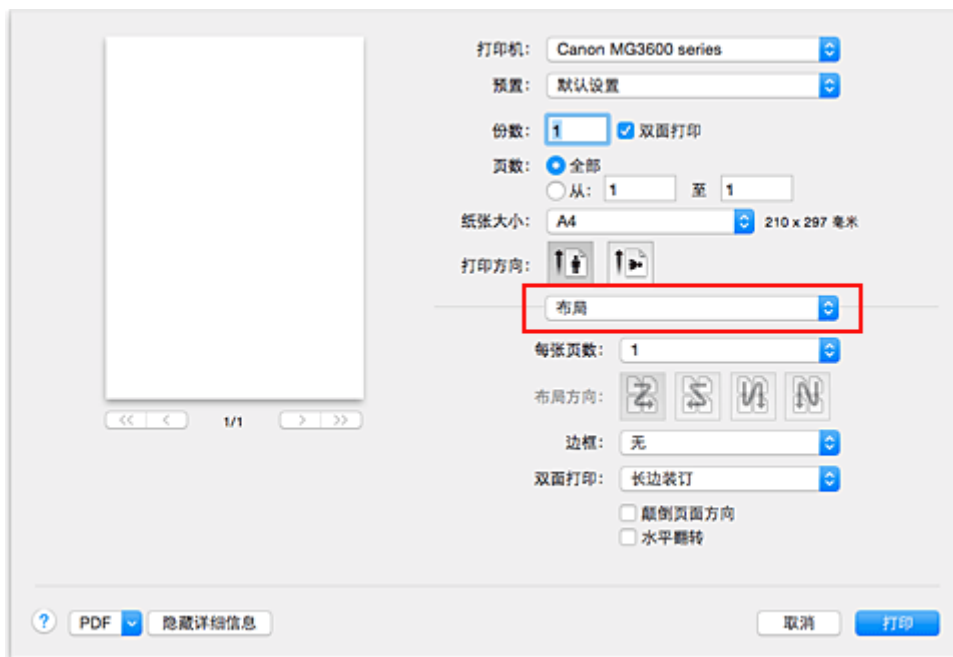 打印机: Canon MG3600 series
预置: 默认设置
份数: 1 双面打印
页数: 全部
从: 1 至 1
纸张大小: A4 210 x 297 毫米
打印方向:
布局
每张页数: 1
布局方向:
边框: 无
双面打印: 长边装订
颠倒页面方向
水平翻转
<< < 1/1 > >>
? PDF 隐藏详细信息 取消 打印